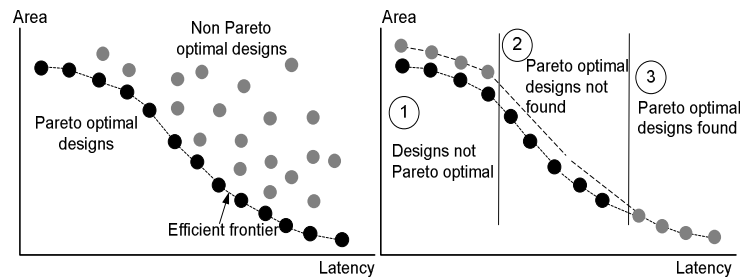 Area
Non Pareto
optimal designs
Pareto optimal
designs
Efficient frontier
Latency
Area
1
Designs not
Pareto optimal
2
Pareto optimal
designs not
found
3
Pareto optimal
designs found
Latency